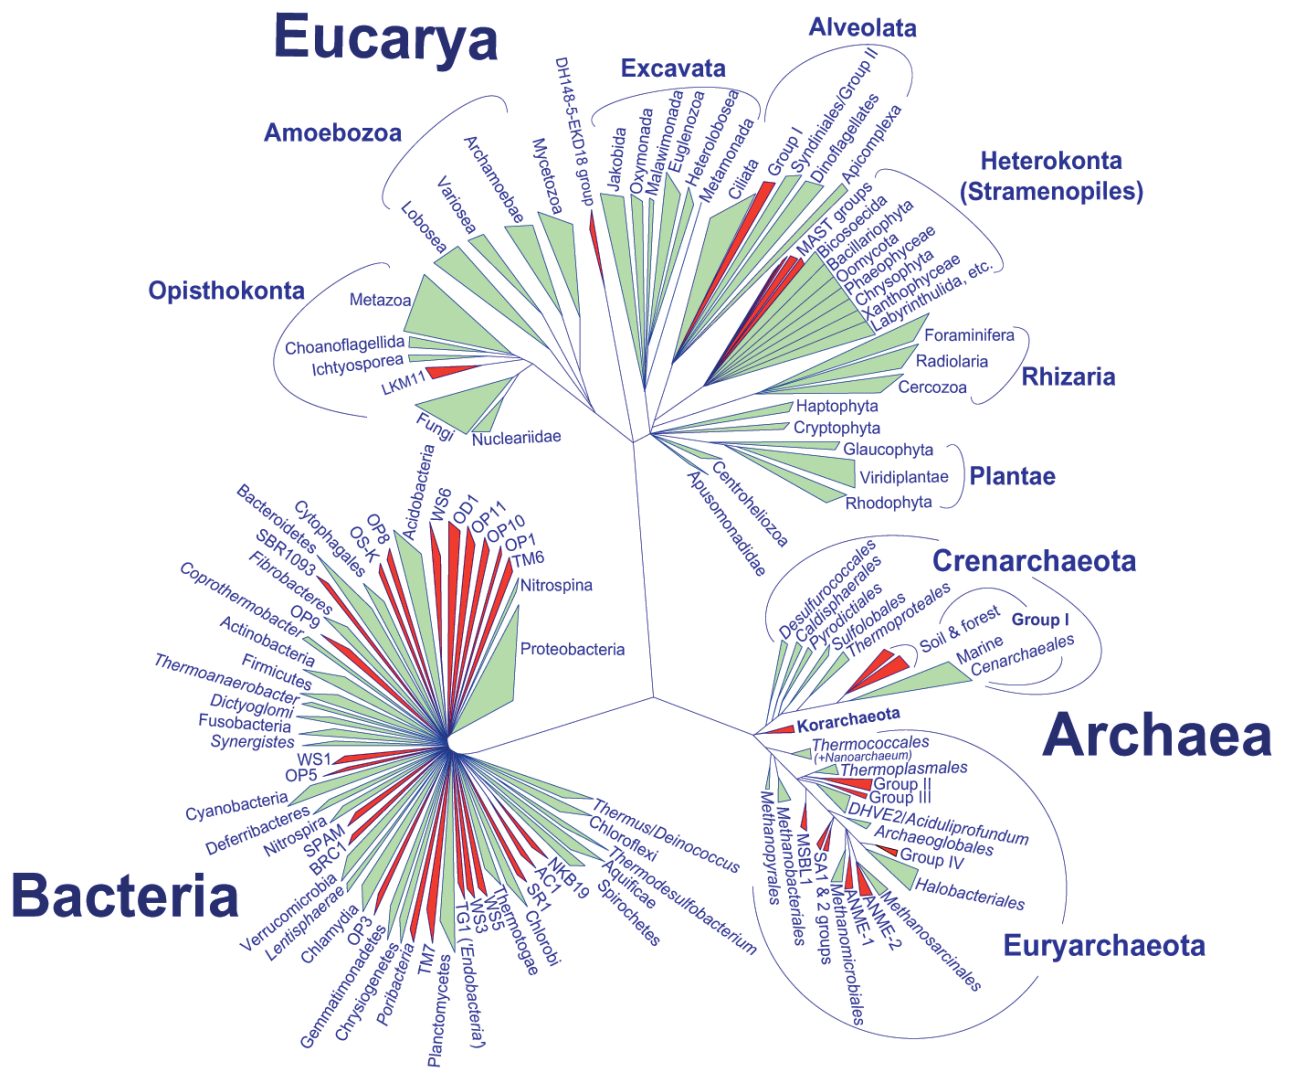 Eucarya
Alveolata
Excavata
Amoebozoa
Heterokonta
(Stramenopiles)
Opisthokonta
Rhizaria
Plantae
DH148-5-EKD18 group
Jakobida
Oxymonada
Malawimonada
Euglenozoa
Heterolobosea
Metamonada
Ciliata
Group I
Syndiniales/Group II
Dinoflagellates
Apicomplexa
MAST groups
Bicosoecida
Bacillariophyta
Oomycota
Phaeophyceae
Chrysophyta
Xanthophyceae
Labyrinthulida, etc.
Foraminifera
Radiolaria
Cercozoa
Haptophyta
Cryptophyta
Glaucophyta
Viridiplantae
Rhodophyta
Centroheliozoa
Apusomonadidae
Mycetozoa
Archamoebae
Variosea
Lobosea
Metazoa
Choanoflagellida
Ichtyosporea
LKM11
Fungi
Nucleariidae
Bacteria
Acidobacteria
WS6
OD1
OP11
OP10
OP1
TM6
Nitrospina
Proteobacteria
OP8
OS-K
Cytophagales
Bacteroidetes
SBR1093
Fibrobacteres
OP9
Coprothermobacter
Actinobacteria
Firmicutes
Thermoanaerobacter
Dictyoglomi
Fusobacteria
Synergistes
WS1
OP5
Cyanobacteria
Deferribacteres
Nitrospira
SPAM
BRC1
Verrucomicrobia
Lentisphaerae
Chlamydia
OP3
Gemmatimonadetes
Chrysiogenetes
Poribacteria
TM7
Planctomycetes
TG1 ('Endobacteria')
WS3
WS5
Thermotogae
Chlorobi
SR1
AC1
NKB19
Spirochetes
Aquificae
Thermodesulfobacterium
Chloroflexi
Thermus/Deinococcus
Archaea
Crenarchaeota
Desulfurococcales
Caldisphaerales
Pyrodictiales
Sulfolobales
Thermoproteales
Soil & forest
Group I
Marine
Cenarchaeales
Korarchaeota
Thermococcales
(+Nanoarchaeum)
Thermoplasmales
Group II
Group III
DHVE2/Aciduliprofundum
Archaeoglobales
Group IV
Halobacteriales
Methanosarcinales
ANME-2
ANME-1
Methanomicrobiales
SA1 & 2 groups
MSBL1
Methanobacteriales
Methanopyrales
Euryarchaeota